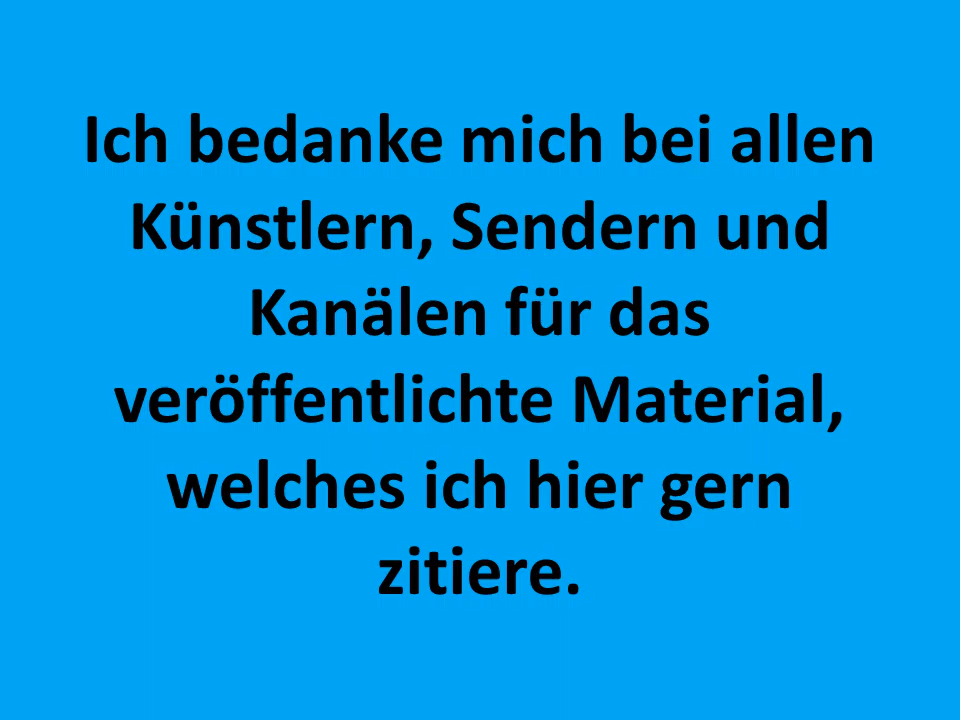 Ich bedanke mich bei allen
Künstlern, Sendern und
Kanälen für das
veröffentlichte Material,
welches ich hier gern
zitiere.